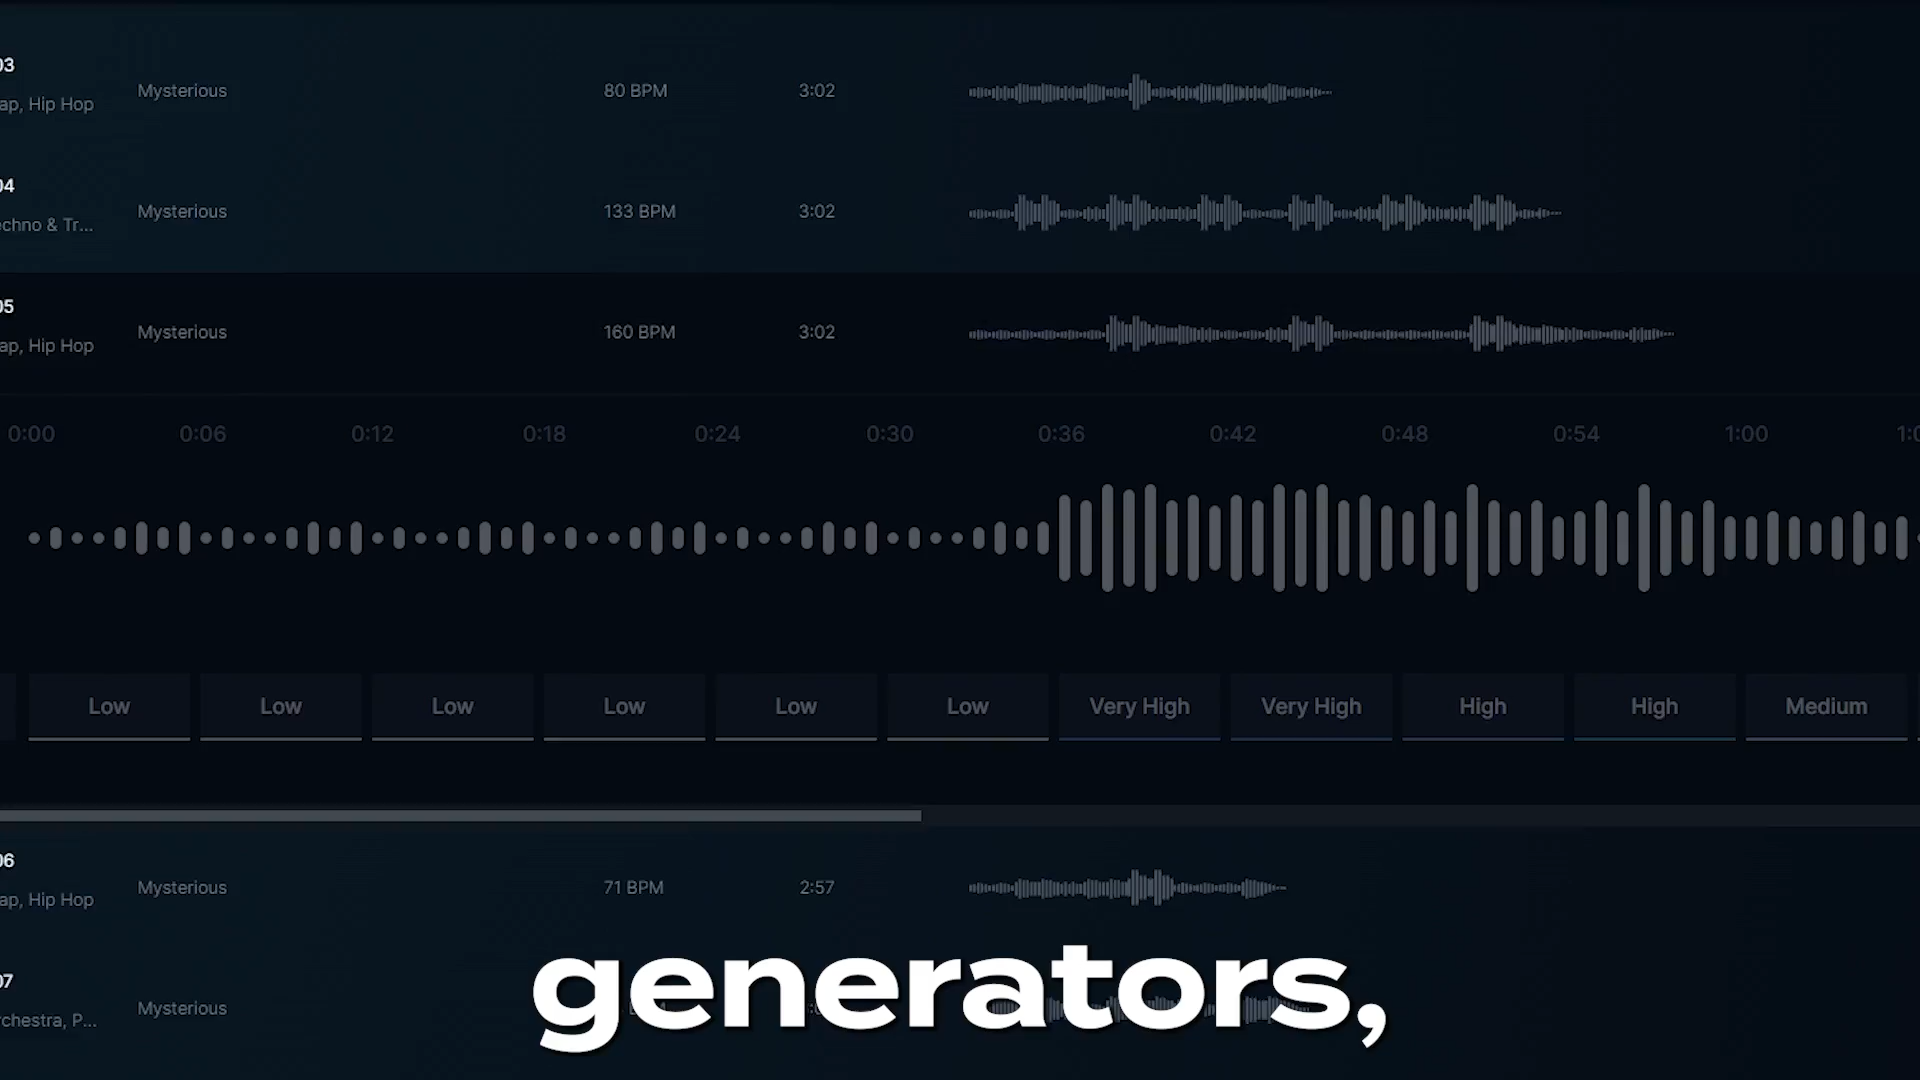 03
ap, Hip Hop Mysterious 80 BPM 3:02
04
echno & Tr... Mysterious 133 BPM 3:02
05
ap, Hip Hop Mysterious 160 BPM 3:02
0:00 0:06 0:12 0:18 0:24 0:30 0:36 0:42 0:48 0:54 1:00
Low Low Low Low Low Low Very High Very High High High Medium
06
ap, Hip Hop Mysterious 71 BPM 2:57
07
rchestra, P... Mysterious
generators,